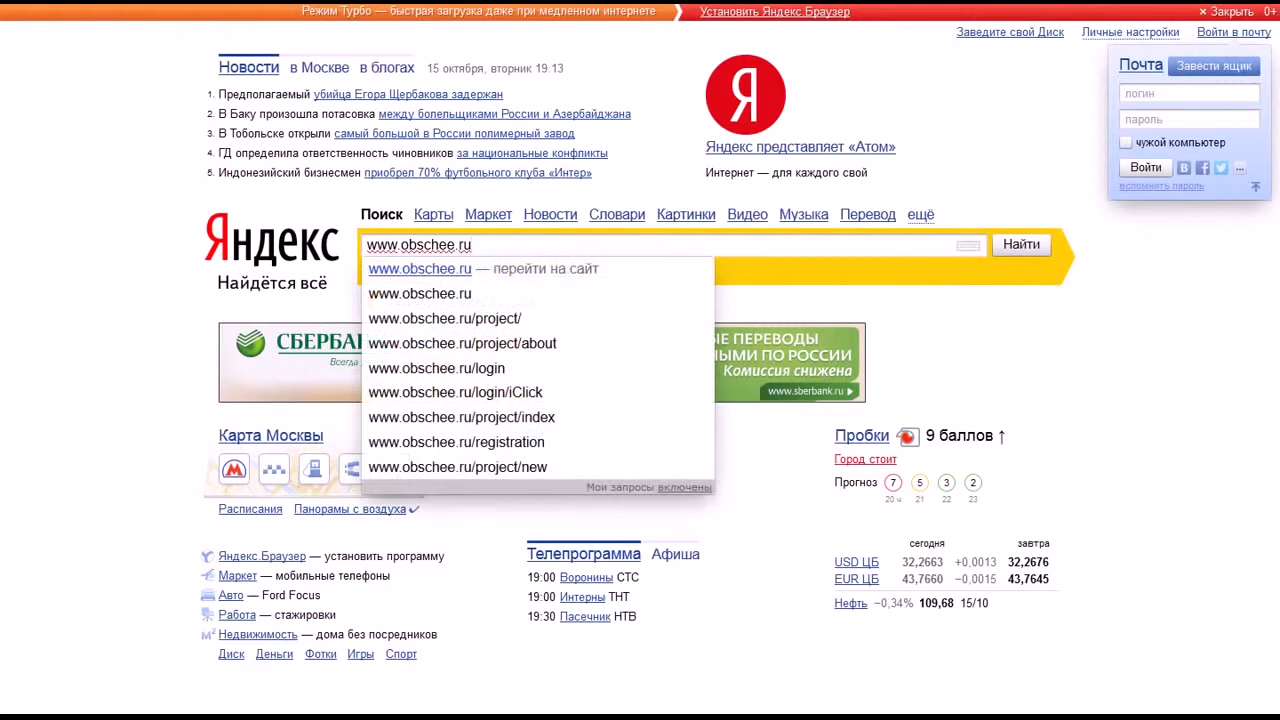 Режим Турбо — быстрая загрузка даже при медленном интернете Установить Яндекс.Браузер × Закрыть 0+
Заведите свой Диск Личные настройки Войти в почту
Новости в Москве в блогах 15 октября, вторник 19:13
1. Предполагаемый убийца Егора Щербакова задержан
2. В Баку произошла потасовка между болельщиками России и Азербайджана
3. В Тобольске открыли самый большой в России полимерный завод
4. ГД определила ответственность чиновников за национальные конфликты
5. Индонезийский бизнесмен приобрел 70% футбольного клуба «Интер»
Я
Яндекс представляет «Атом»
Интернет — для каждого свой
Почта Завести ящик
логин
пароль
чужой компьютер
Войти
вспомнить пароль
Поиск Карты Маркет Новости Словари Картинки Видео Музыка Перевод ещё
Яндекс
Найдётся всё
www.obschee.ru Найти
www.obschee.ru — перейти на сайт
www.obschee.ru
www.obschee.ru/project/
www.obschee.ru/project/about
www.obschee.ru/login
www.obschee.ru/login/iClick
www.obschee.ru/project/index
www.obschee.ru/registration
www.obschee.ru/project/new
Мои запросы включены
СБЕРБА
Всегда
ЫЕ ПЕРЕВОДЫ
НЫМИ ПО РОССИИ
Комиссия снижена
www.sberbank.ru
Карта Москвы
Расписания Панорамы с воздуха
Пробки 9 баллов ↑
Город стоит
Прогноз 7 5 3 2
20 ч 21 22 23
Яндекс.Браузер — установить программу
Маркет — мобильные телефоны
Авто — Ford Focus
Работа — стажировки
м² Недвижимость — дома без посредников
Диск Деньги Фотки Игры Спорт
Телепрограмма Афиша
19:00 Воронины СТС
19:00 Интерны ТНТ
19:30 Пасечник НТВ
сегодня завтра
USD ЦБ 32,2663 +0,0013 32,2676
EUR ЦБ 43,7660 −0,0015 43,7645
Нефть −0,34% 109,68 15/10